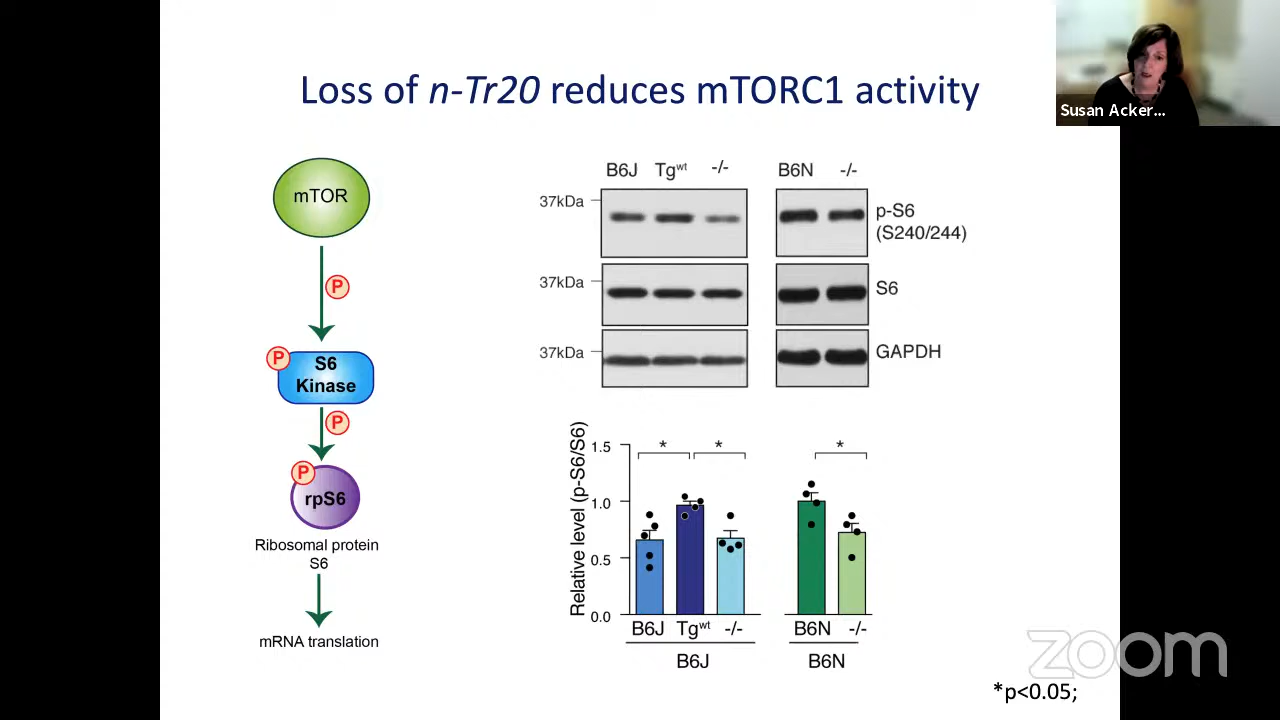 Loss of n-Tr20 reduces mTORC1 activity
Susan Acker...
mTOR
P
P
S6
Kinase
P
P
rpS6
Ribosomal protein
S6
mRNA translation
B6J Tgwt -/- B6N -/-
37kDa
p-S6
(S240/244)
37kDa
S6
37kDa
GAPDH
Relative level (p-S6/S6)
1.5
1.0
0.5
0.0
* * *
B6J Tgwt -/- B6N -/-
B6J B6N
*p<0.05;
zoom